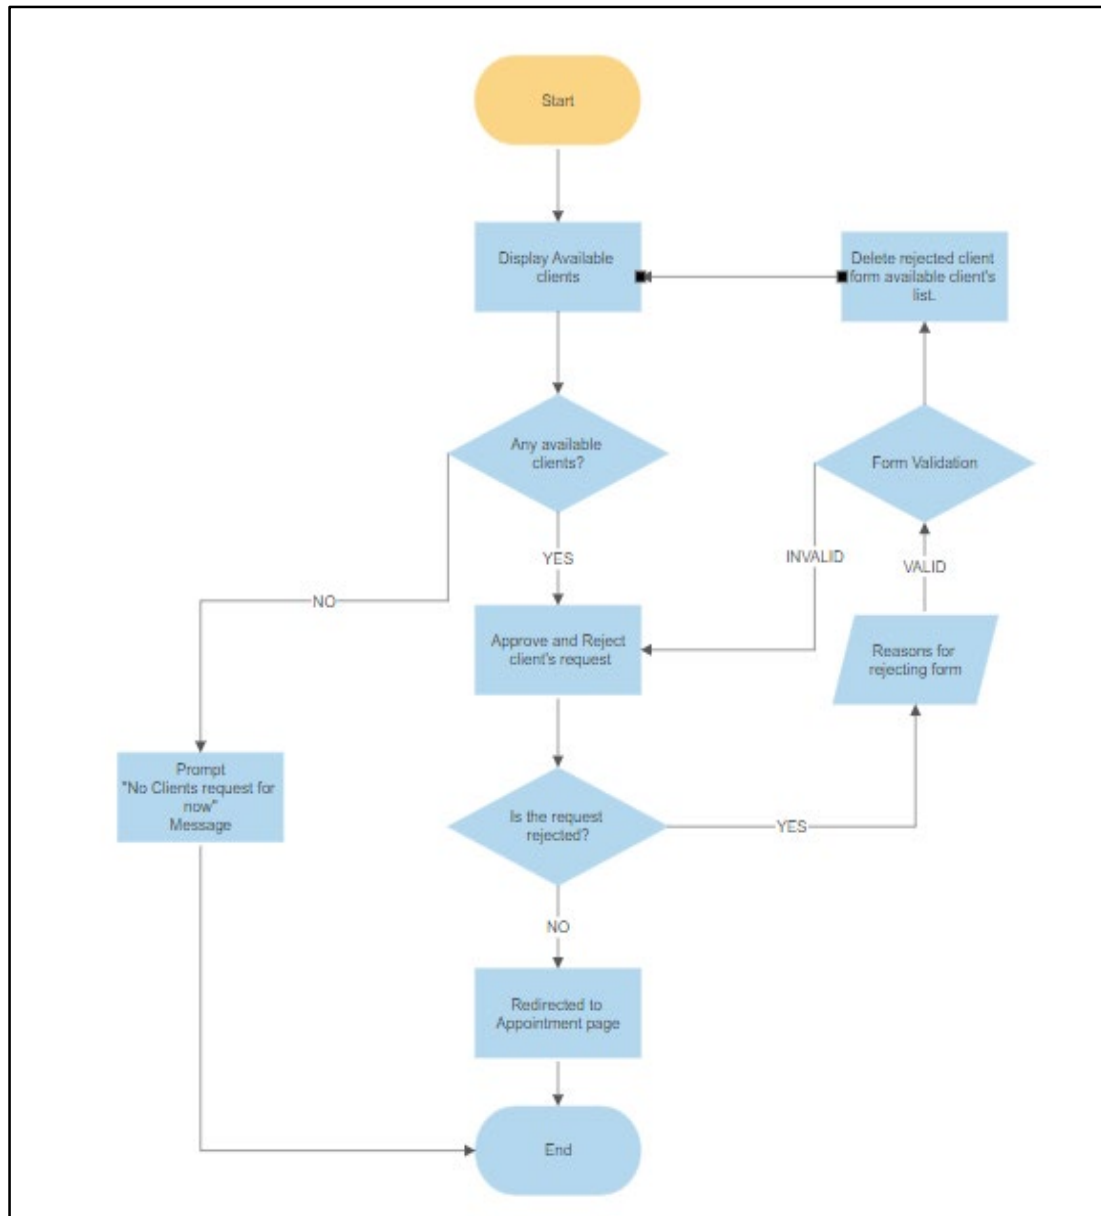 Start
Display Available
clients
Delete rejected client
form available client's
list.
Any available
clients?
Form Validation
YES
INVALID
VALID
NO
Approve and Reject
client's request
Reasons for
rejecting form
Prompt
"No Clients request for
now"
Message
Is the request
rejected?
YES
NO
Redirected to
Appointment page
End